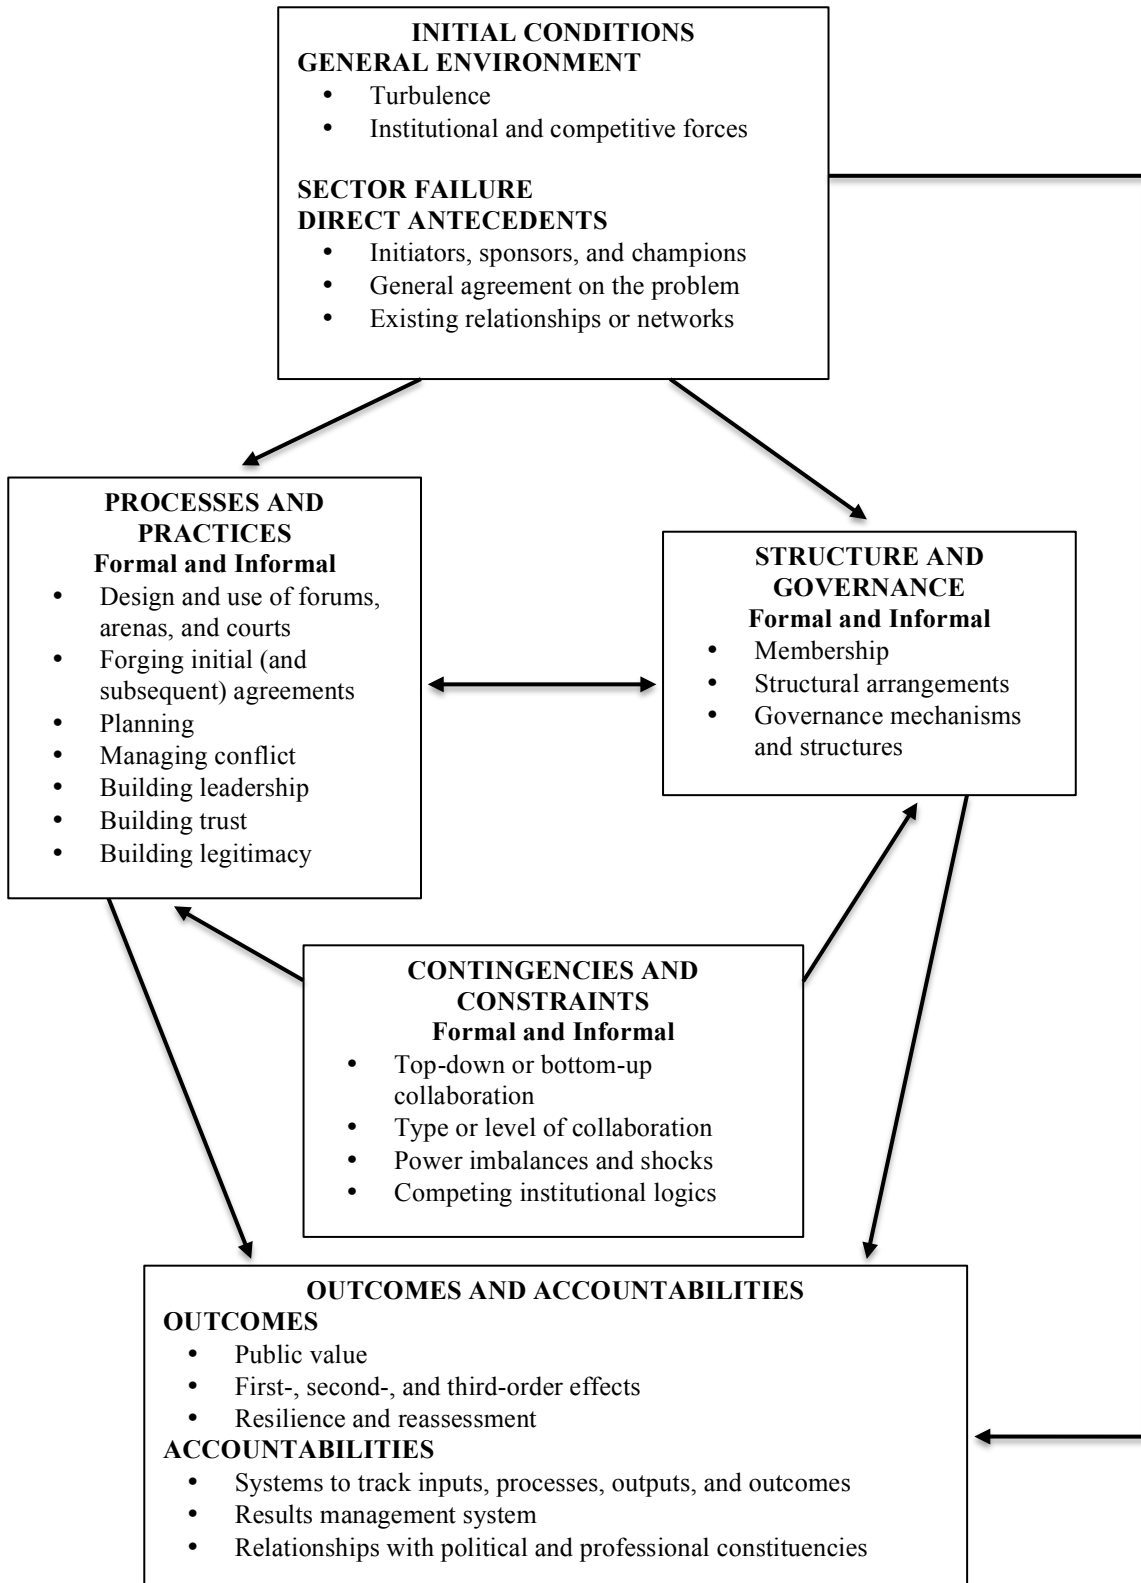 INITIAL CONDITIONS
GENERAL ENVIRONMENT
• Turbulence
• Institutional and competitive forces
SECTOR FAILURE
DIRECT ANTECEDENTS
• Initiators, sponsors, and champions
• General agreement on the problem
• Existing relationships or networks
PROCESSES AND
PRACTICES
Formal and Informal
• Design and use of forums,
arenas, and courts
• Forging initial (and
subsequent) agreements
• Planning
• Managing conflict
• Building leadership
• Building trust
• Building legitimacy
STRUCTURE AND
GOVERNANCE
Formal and Informal
• Membership
• Structural arrangements
• Governance mechanisms
and structures
CONTINGENCIES AND
CONSTRAINTS
Formal and Informal
• Top-down or bottom-up
collaboration
• Type or level of collaboration
• Power imbalances and shocks
• Competing institutional logics
OUTCOMES AND ACCOUNTABILITIES
OUTCOMES
• Public value
• First-, second-, and third-order effects
• Resilience and reassessment
ACCOUNTABILITIES
• Systems to track inputs, processes, outputs, and outcomes
• Results management system
• Relationships with political and professional constituencies